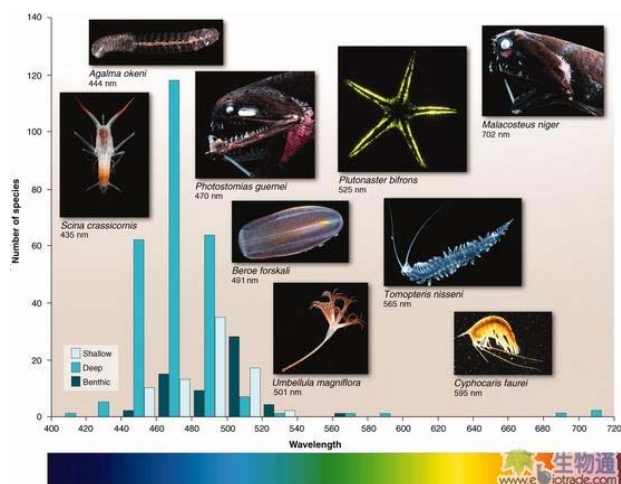 140
120
100
80
60
40
20
0
Number of species
Agalma okeni
444 nm
Scina crassicornis
435 nm
Photostomias guernei
470 nm
Plutonaster bifrons
525 nm
Malacosteus niger
702 nm
Beroe forskali
491 nm
Tomopteris nisseni
565 nm
Umbellula magniflora
501 nm
Cyphocaris faurei
595 nm
Shallow
Deep
Benthic
400 420 440 460 480 500 520 540 560 580 600 620 640 660 680 700 720
Wavelength
生物通
www.ebiotrade.com